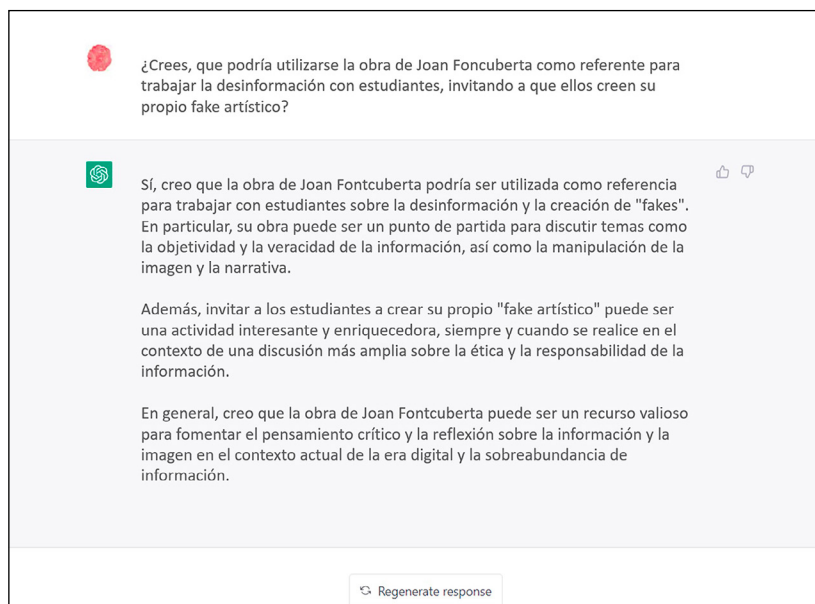 ¿Crees, que podría utilizarse la obra de Joan Foncuberta como referente para
trabajar la desinformación con estudiantes, invitando a que ellos creen su
propio fake artístico?
Sí, creo que la obra de Joan Fontcuberta podría ser utilizada como referencia
para trabajar con estudiantes sobre la desinformación y la creación de "fakes".
En particular, su obra puede ser un punto de partida para discutir temas como
la objetividad y la veracidad de la información, así como la manipulación de la
imagen y la narrativa.
Además, invitar a los estudiantes a crear su propio "fake artístico" puede ser
una actividad interesante y enriquecedora, siempre y cuando se realice en el
contexto de una discusión más amplia sobre la ética y la responsabilidad de la
información.
En general, creo que la obra de Joan Fontcuberta puede ser un recurso valioso
para fomentar el pensamiento crítico y la reflexión sobre la información y la
imagen en el contexto actual de la era digital y la sobreabundancia de
información.
Regenerate response